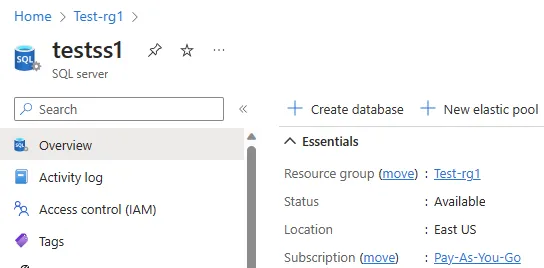 Home > Test-rg1 >
SQL
testss1
SQL server
Search
Overview
Activity log
Access control (IAM)
Tags
+ Create database + New elastic pool
Essentials
Resource group (move) : Test-rg1
Status : Available
Location : East US
Subscription (move) : Pay-As-You-Go